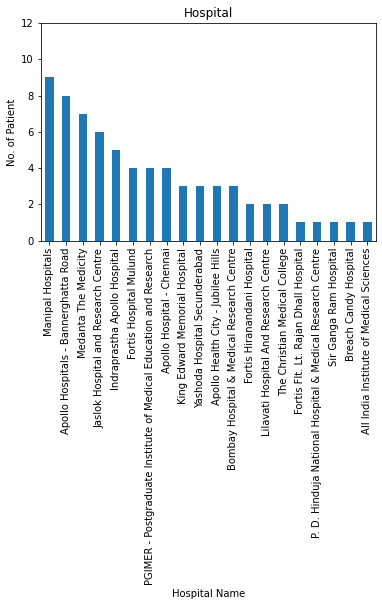 Hospital
No. of Patient
12
10
8
6
4
2
0
Manipal Hospitals
Apollo Hospitals - Bannerghatta Road
Medanta The Medicity
Jaslok Hospital and Research Centre
Indraprastha Apollo Hospital
Fortis Hospital Mulund
PGIMER - Postgraduate Institute of Medical Education and Research
Apollo Hospital - Chennai
King Edward Memorial Hospital
Yashoda Hospital Secunderabad
Apollo Health City - Jubilee Hills
Bombay Hospital & Medical Research Centre
Fortis Hiranandani Hospital
Lilavati Hospital And Research Centre
The Christian Medical College
Fortis Flt. Lt. Rajan Dhall Hospital
P. D. Hinduja National Hospital & Medical Research Centre
Sir Ganga Ram Hospital
Breach Candy Hospital
All India Institute of Medical Sciences
Hospital Name